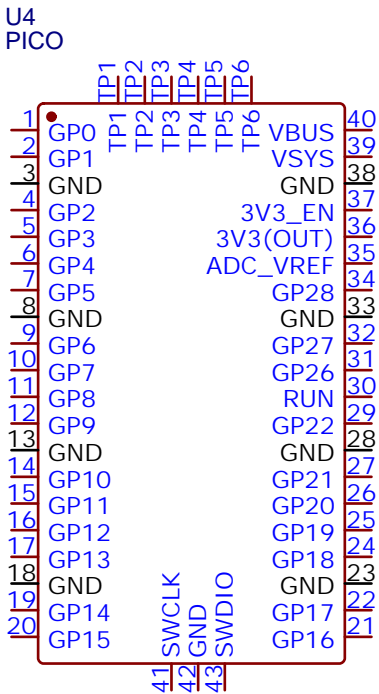 U4
PICO
TP1 TP2 TP3 TP4 TP5 TP6
TP1 TP2 TP3 TP4 TP5 TP6
1 GP0 VBUS 40
2 GP1 VSYS 39
3 GND GND 38
4 GP2 3V3_EN 37
5 GP3 3V3(OUT) 36
6 GP4 ADC_VREF 35
7 GP5 GP28 34
8 GND GND 33
9 GP6 GP27 32
10 GP7 GP26 31
11 GP8 RUN 30
12 GP9 GP22 29
13 GND GND 28
14 GP10 GP21 27
15 GP11 GP20 26
16 GP12 GP19 25
17 GP13 GP18 24
18 GND GND 23
19 GP14 GP17 22
20 GP15 GP16 21
SWCLK GND SWDIO
41 42 43